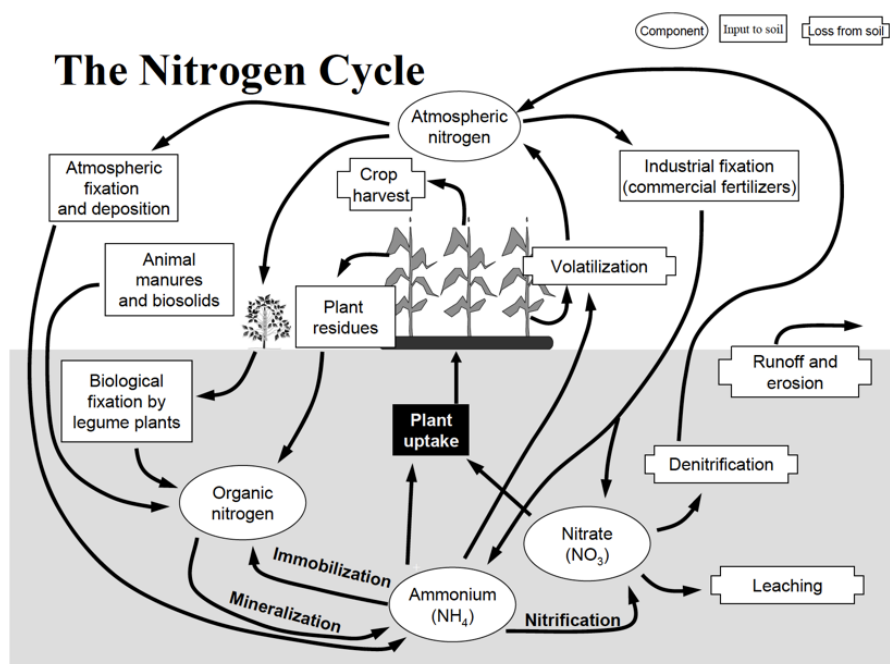 Component
Input to soil
Loss from soil
The Nitrogen Cycle
Atmospheric
nitrogen
Atmospheric
fixation
and deposition
Crop
harvest
Industrial fixation
(commercial fertilizers)
Animal
manures
and biosolids
Plant
residues
Volatilization
Runoff and
erosion
Biological
fixation by
legume plants
Plant
uptake
Denitrification
Organic
nitrogen
Nitrate
(NO3)
Immobilization
Mineralization
Ammonium
(NH4)
Nitrification
Leaching